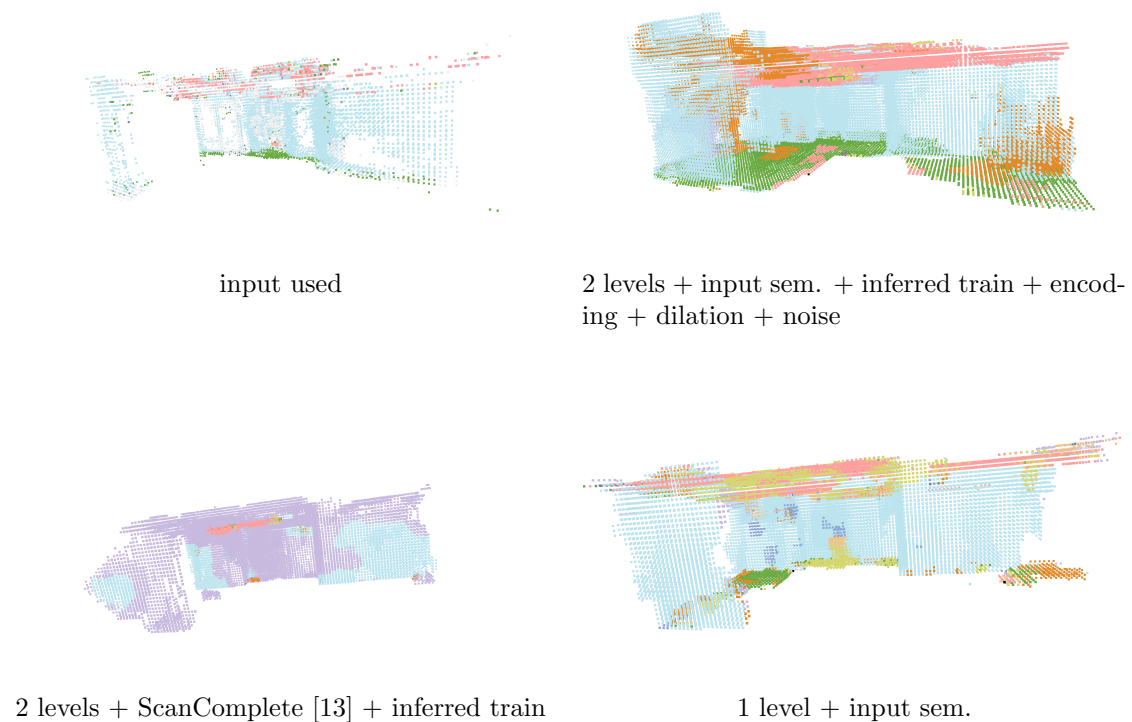 input used
2 levels + input sem. + inferred train + encod-
ing + dilation + noise
2 levels + ScanComplete [13] + inferred train
1 level + input sem.